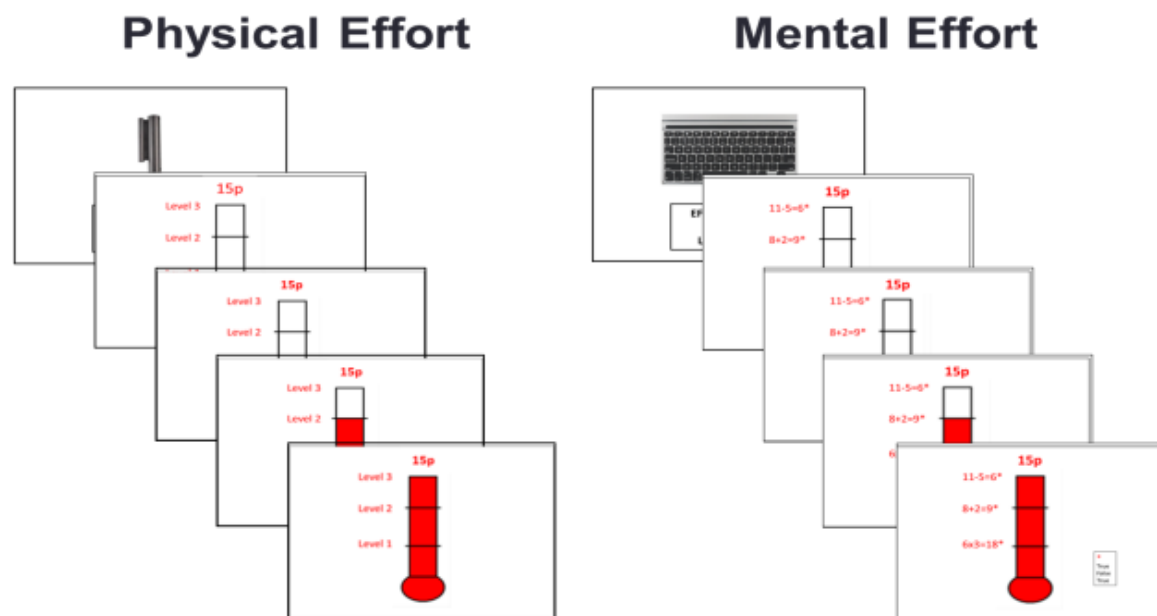 Physical Effort
15p
Level 3
Level 2
15p
Level 3
Level 2
15p
Level 3
Level 2
15p
Level 3
Level 2
Level 1
Mental Effort
EF
L
15p
11-5=6*
8+2=9*
15p
11-5=6*
8+2=9*
15p
11-5=6*
8+2=9*
6
15p
11-5=6*
8+2=9*
6x3=18*
*
True
False
True